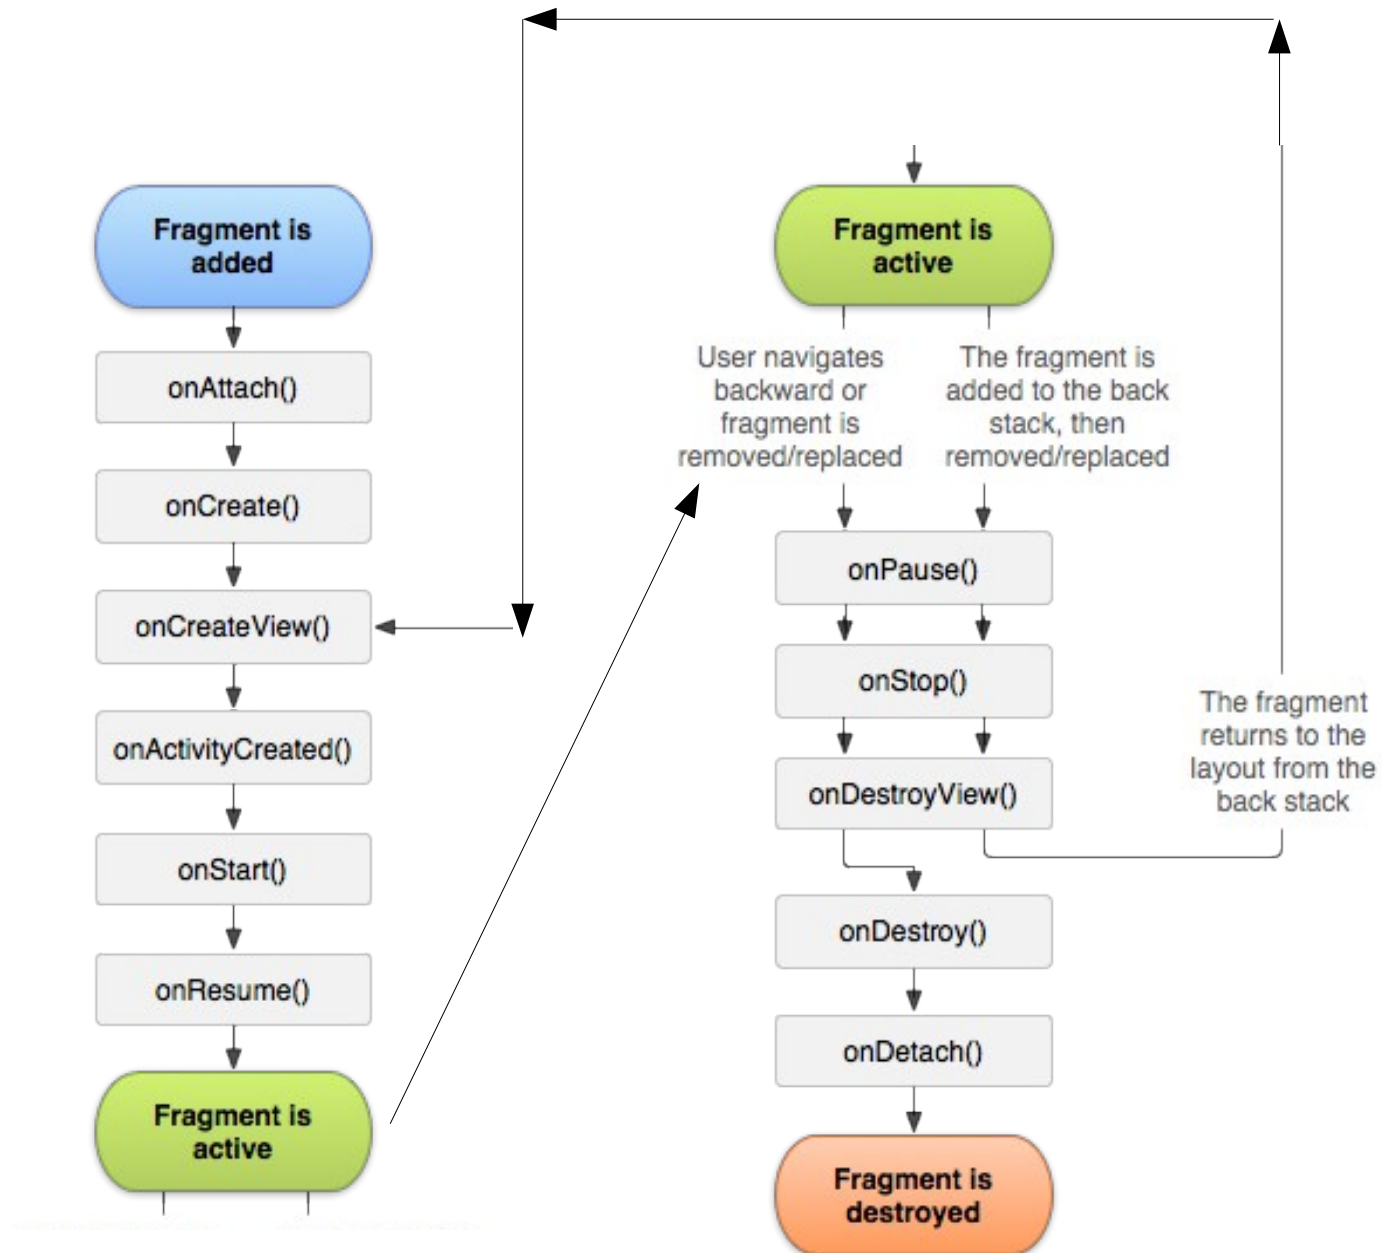 Fragment is
added
onAttach()
onCreate()
onCreateView()
onActivityCreated()
onStart()
onResume()
Fragment is
active
Fragment is
active
User navigates
backward or
fragment is
removed/replaced
The fragment is
added to the back
stack, then
removed/replaced
onPause()
onStop()
onDestroyView()
The fragment
returns to the
layout from the
back stack
onDestroy()
onDetach()
Fragment is
destroyed